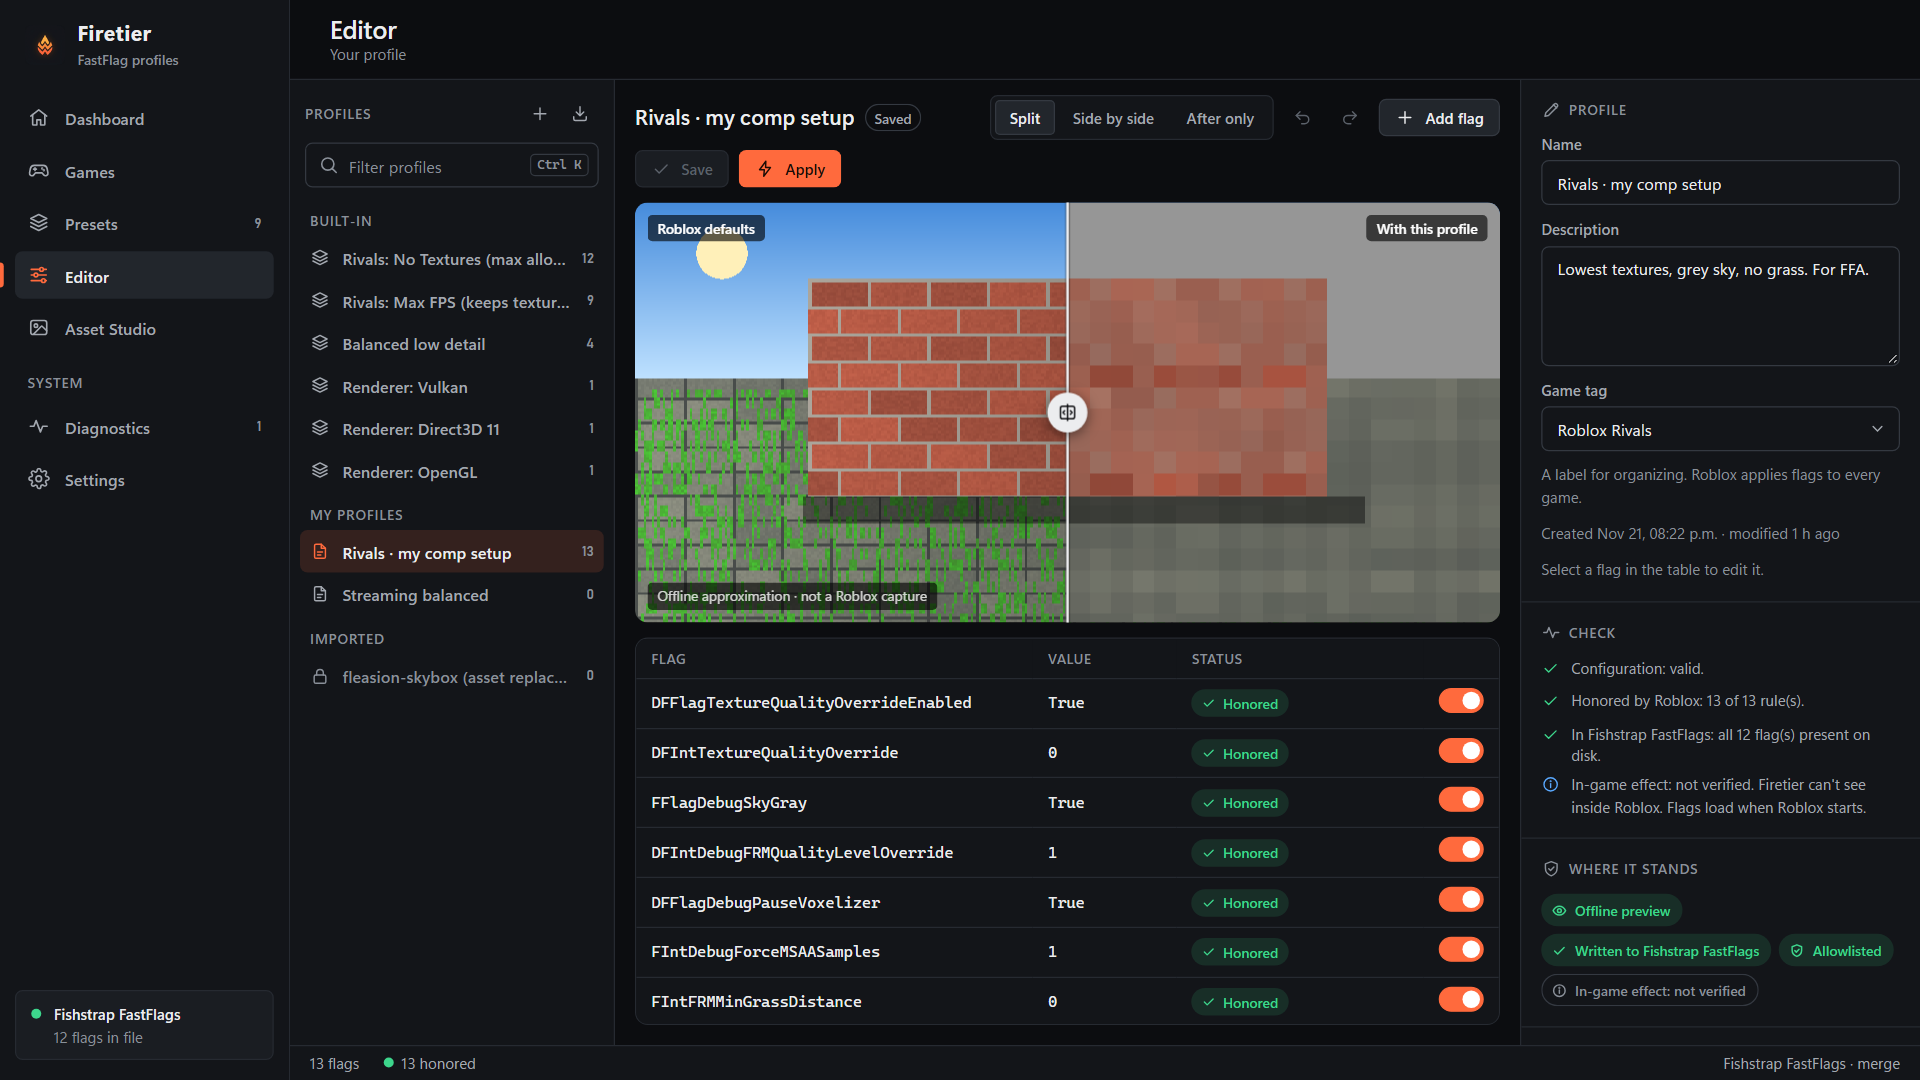 Firetier
FastFlag profiles
Dashboard
Games
Presets 9
Editor
Asset Studio
SYSTEM
Diagnostics 1
Settings
Fishstrap FastFlags
12 flags in file
Editor
Your profile
PROFILES
Filter profiles Ctrl K
BUILT-IN
Rivals: No Textures (max allo... 12
Rivals: Max FPS (keeps textur... 9
Balanced low detail 4
Renderer: Vulkan 1
Renderer: Direct3D 11 1
Renderer: OpenGL 1
MY PROFILES
Rivals · my comp setup 13
Streaming balanced 0
IMPORTED
fleasion-skybox (asset replac... 0
Rivals · my comp setup Saved
Split Side by side After only
Add flag
Save Apply
Roblox defaults
With this profile
Offline approximation · not a Roblox capture
FLAG VALUE STATUS
DFFlagTextureQualityOverrideEnabled True Honored
DFIntTextureQualityOverride 0 Honored
FFlagDebugSkyGray True Honored
DFIntDebugFRMQualityLevelOverride 1 Honored
DFFlagDebugPauseVoxelizer True Honored
FIntDebugForceMSAASamples 1 Honored
FIntFRMMinGrassDistance 0 Honored
PROFILE
Name
Rivals · my comp setup
Description
Lowest textures, grey sky, no grass. For FFA.
Game tag
Roblox Rivals
A label for organizing. Roblox applies flags to every
game.
Created Nov 21, 08:22 p.m. · modified 1 h ago
Select a flag in the table to edit it.
CHECK
Configuration: valid.
Honored by Roblox: 13 of 13 rule(s).
In Fishstrap FastFlags: all 12 flag(s) present on
disk.
In-game effect: not verified. Firetier can't see
inside Roblox. Flags load when Roblox starts.
WHERE IT STANDS
Offline preview
Written to Fishstrap FastFlags Allowlisted
In-game effect: not verified
13 flags 13 honored
Fishstrap FastFlags · merge